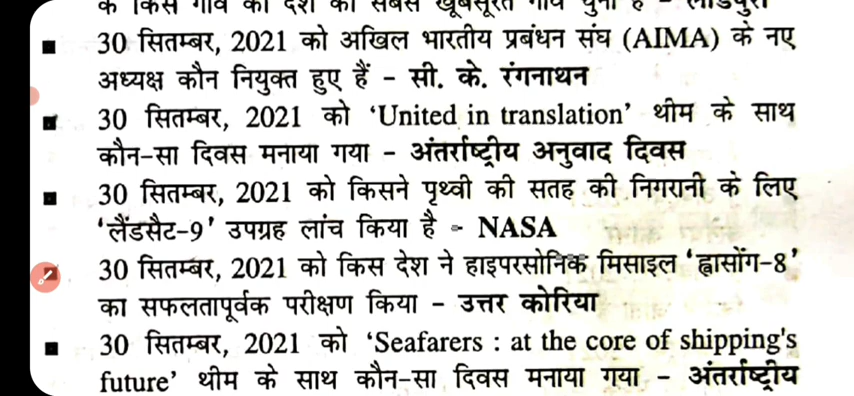 के किस गाँव को देश का सबसे खूबसूरत गाँव चुना है -
■ 30 सितम्बर, 2021 को अखिल भारतीय प्रबंधन संघ (AIMA) के नए
अध्यक्ष कौन नियुक्त हुए हैं - सी. के. रंगनाथन
■ 30 सितम्बर, 2021 को ‘United in translation’ थीम के साथ
कौन-सा दिवस मनाया गया - अंतर्राष्ट्रीय अनुवाद दिवस
■ 30 सितम्बर, 2021 को किसने पृथ्वी की सतह की निगरानी के लिए
‘लैंडसैट-9’ उपग्रह लांच किया है - NASA
30 सितम्बर, 2021 को किस देश ने हाइपरसोनिक मिसाइल ‘ह्वासोंग-8’
का सफलतापूर्वक परीक्षण किया - उत्तर कोरिया
■ 30 सितम्बर, 2021 को ‘Seafarers : at the core of shipping's
future’ थीम के साथ कौन-सा दिवस मनाया गया - अंतर्राष्ट्रीय